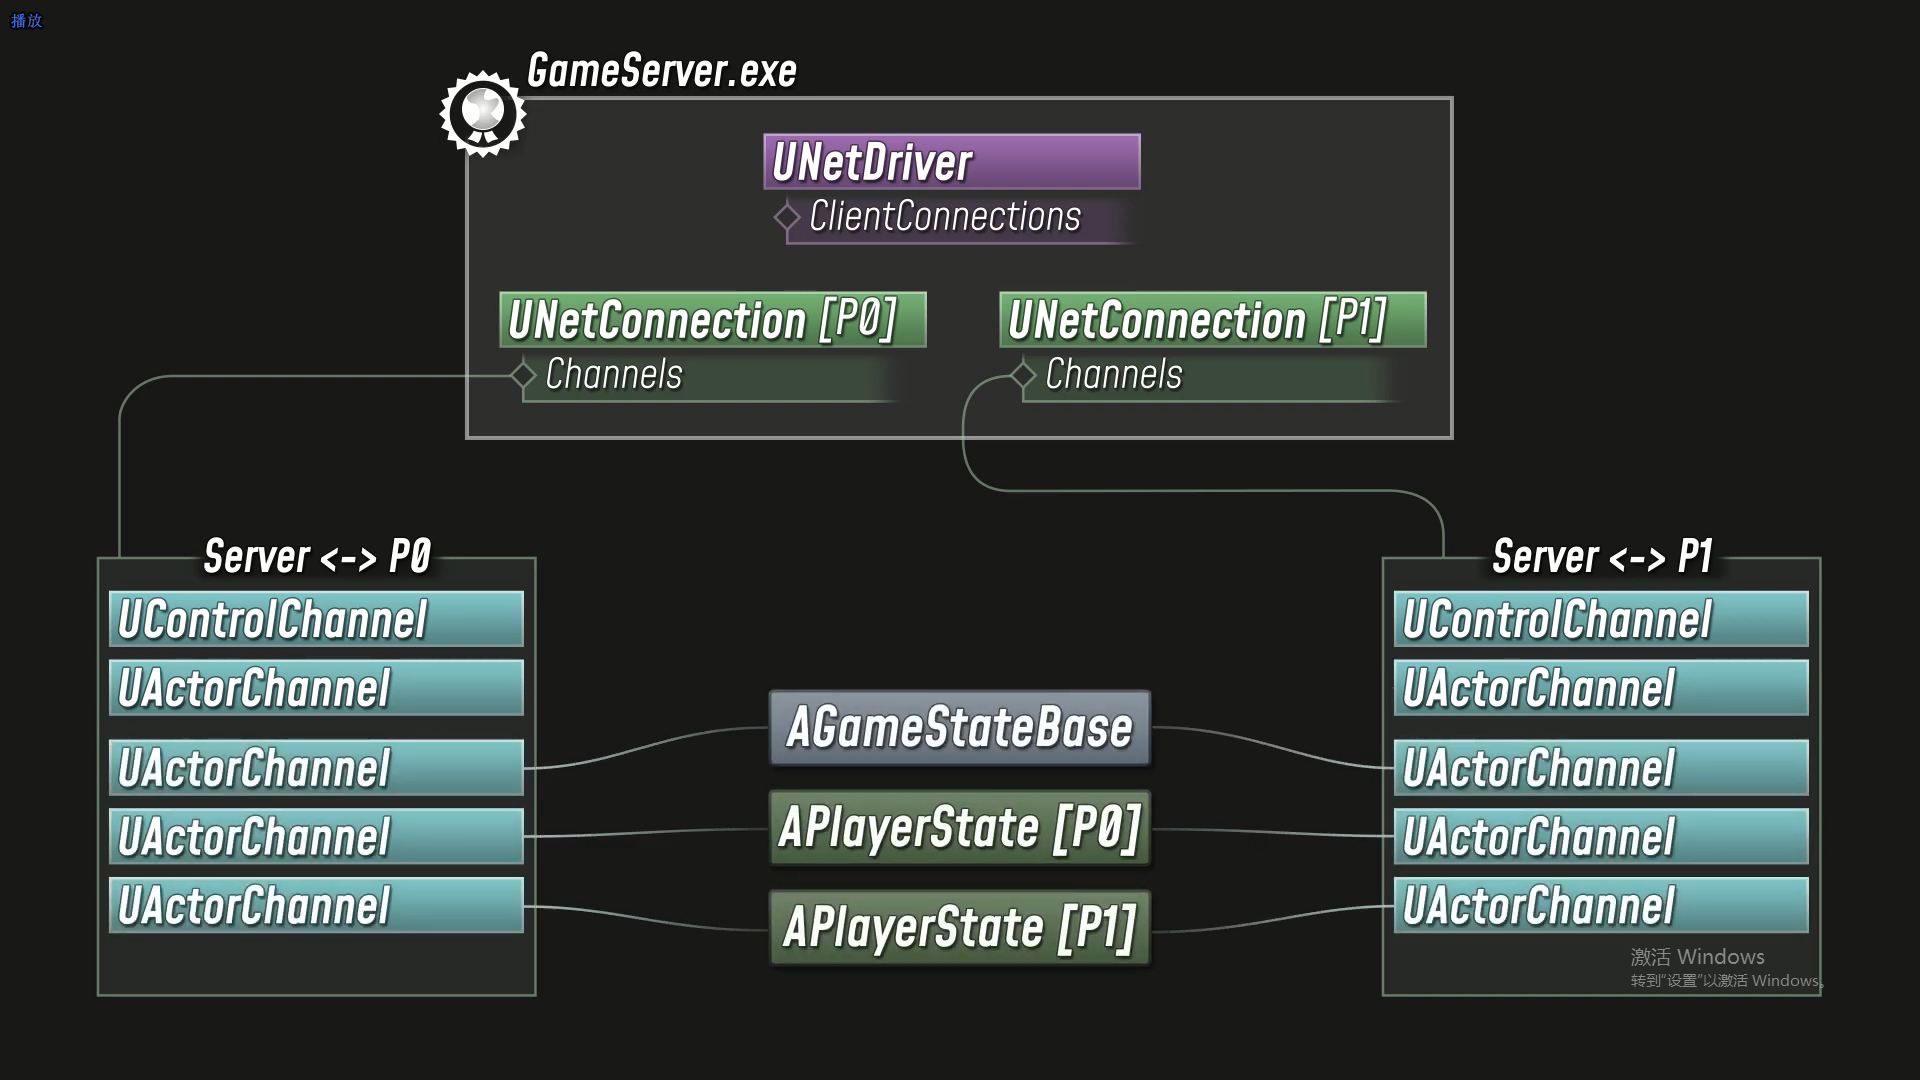 播放
GameServer.exe
UNetDriver
ClientConnections
UNetConnection [P0]
Channels
UNetConnection [P1]
Channels
Server <-> P0
UControlChannel
UActorChannel
UActorChannel
UActorChannel
UActorChannel
AGameStateBase
APlayerState [P0]
APlayerState [P1]
Server <-> P1
UControlChannel
UActorChannel
UActorChannel
UActorChannel
UActorChannel
激活 Windows
转到“设置”以激活 Windows。